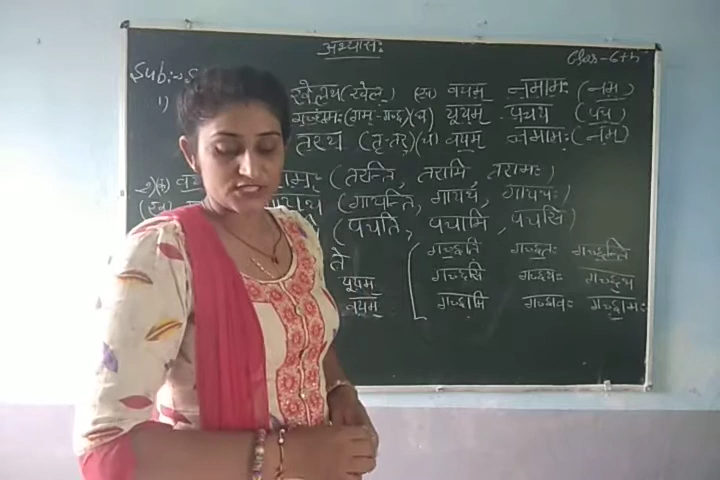 अभ्यासः
Class-6th
Sub:-
1) खेलथ (खेल्) (ख) वयम् नमामः (नम्)
गच्छामः (गम्-गच्छ) यूयम् पचथ (पच्)
तरथ (तृ-तर्) वयम् नमामः (नम्)
2) (क) (तरन्ति, तरामि, तरामः)
(ख) (गायन्ति, गायथ, गायथः)
(पचति, पचामि, पचसि)
ते गच्छति गच्छतः गच्छन्ति
यूयम् गच्छसि गच्छथः गच्छथ
वयम् गच्छामि गच्छावः गच्छामः